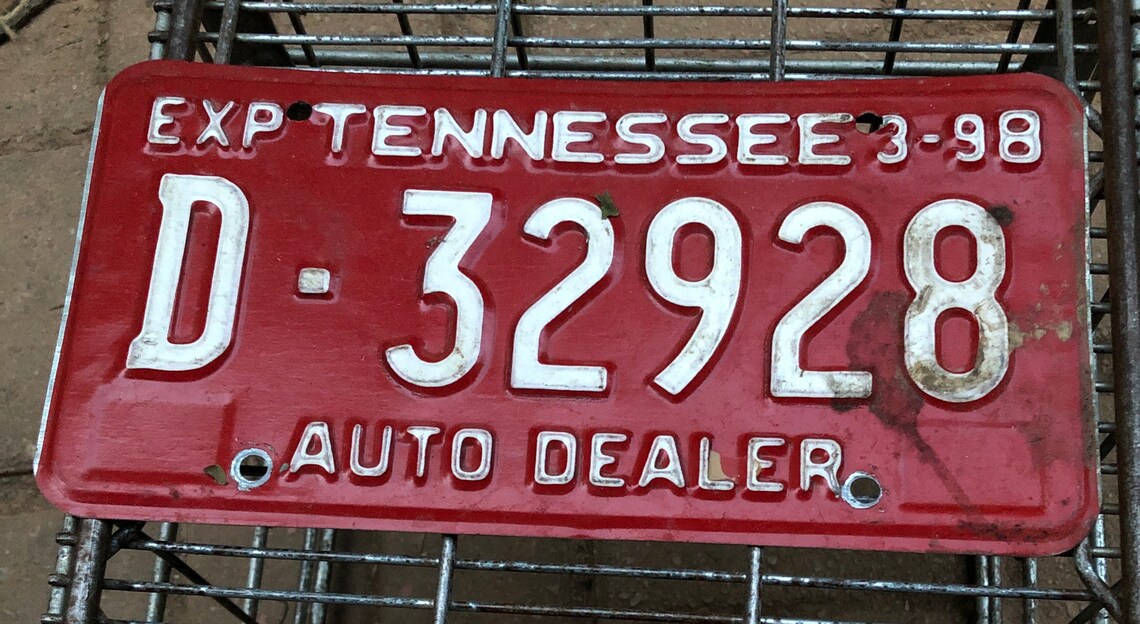 EXP TENNESSEE 3-98
D·32928
AUTO DEALER